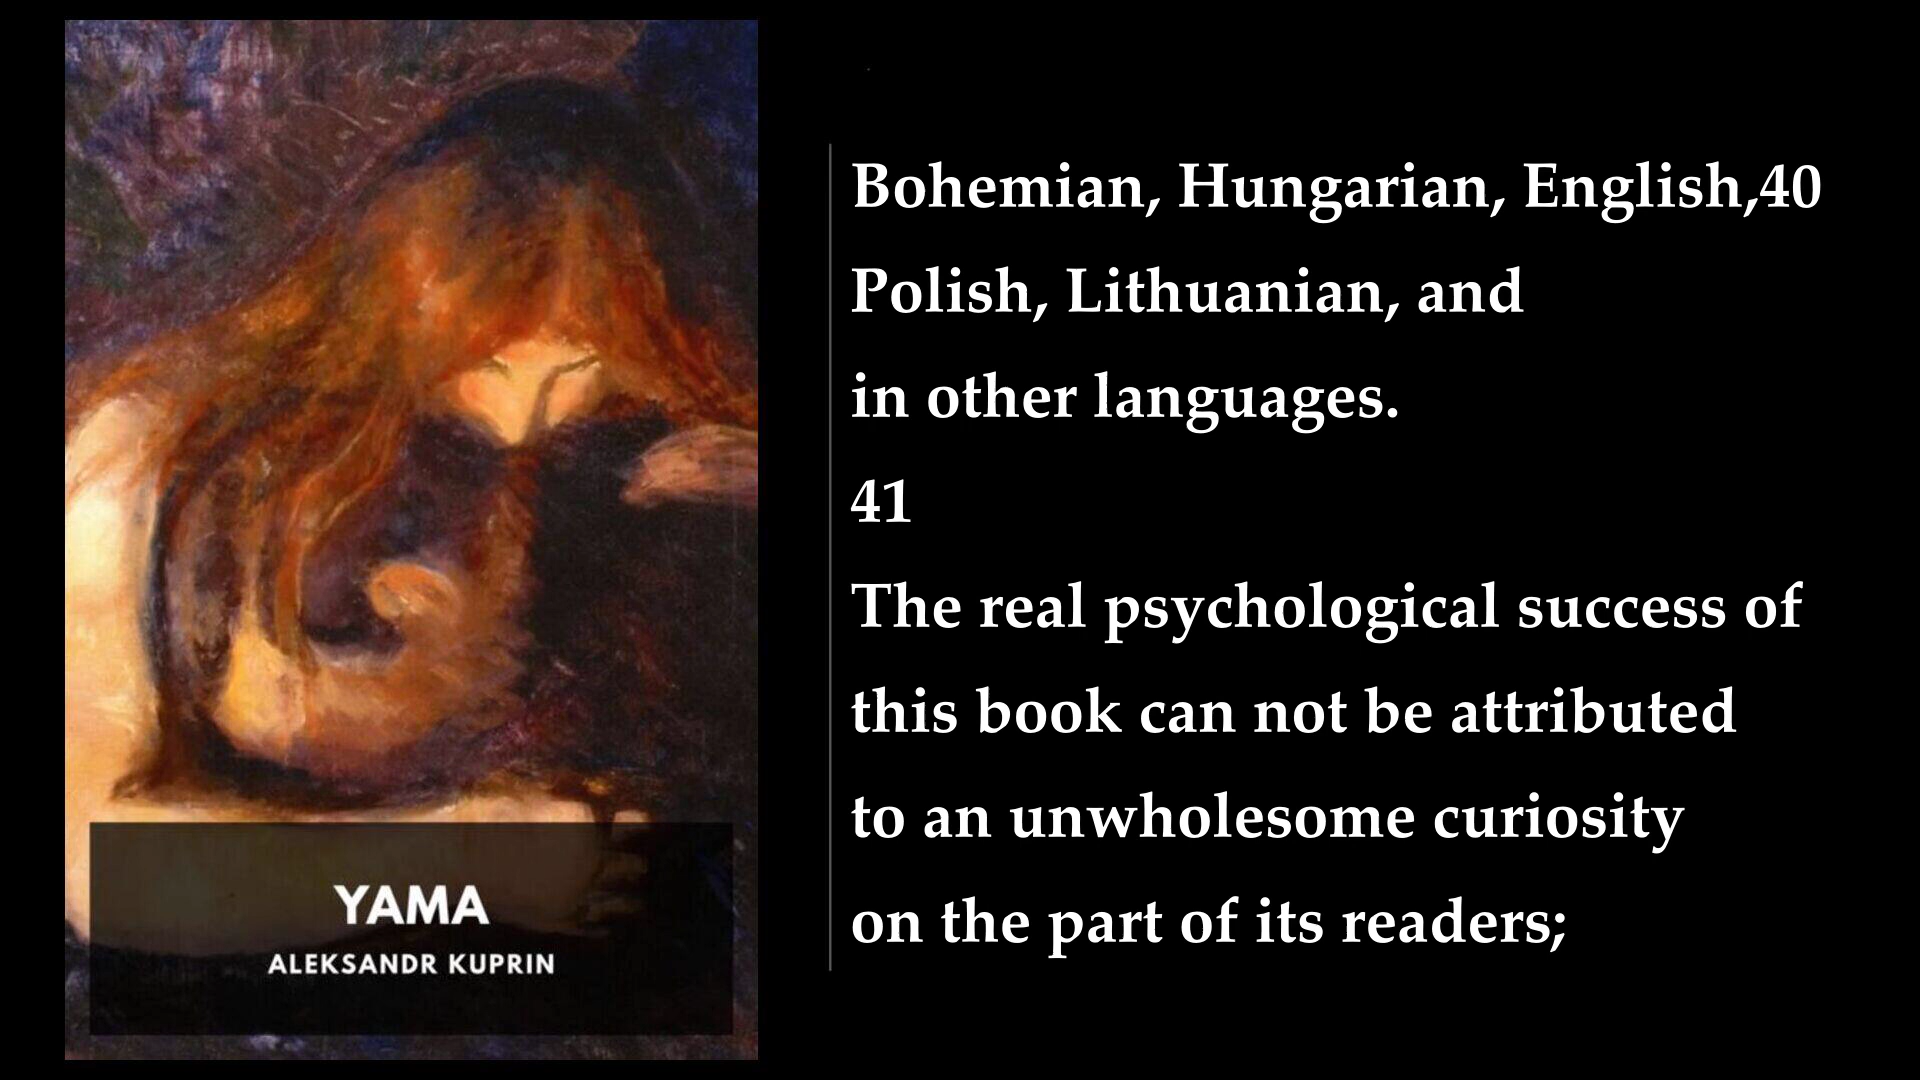 YAMA
ALEKSANDR KUPRIN
Bohemian, Hungarian, English,40
Polish, Lithuanian, and
in other languages.
41
The real psychological success of
this book can not be attributed
to an unwholesome curiosity
on the part of its readers;